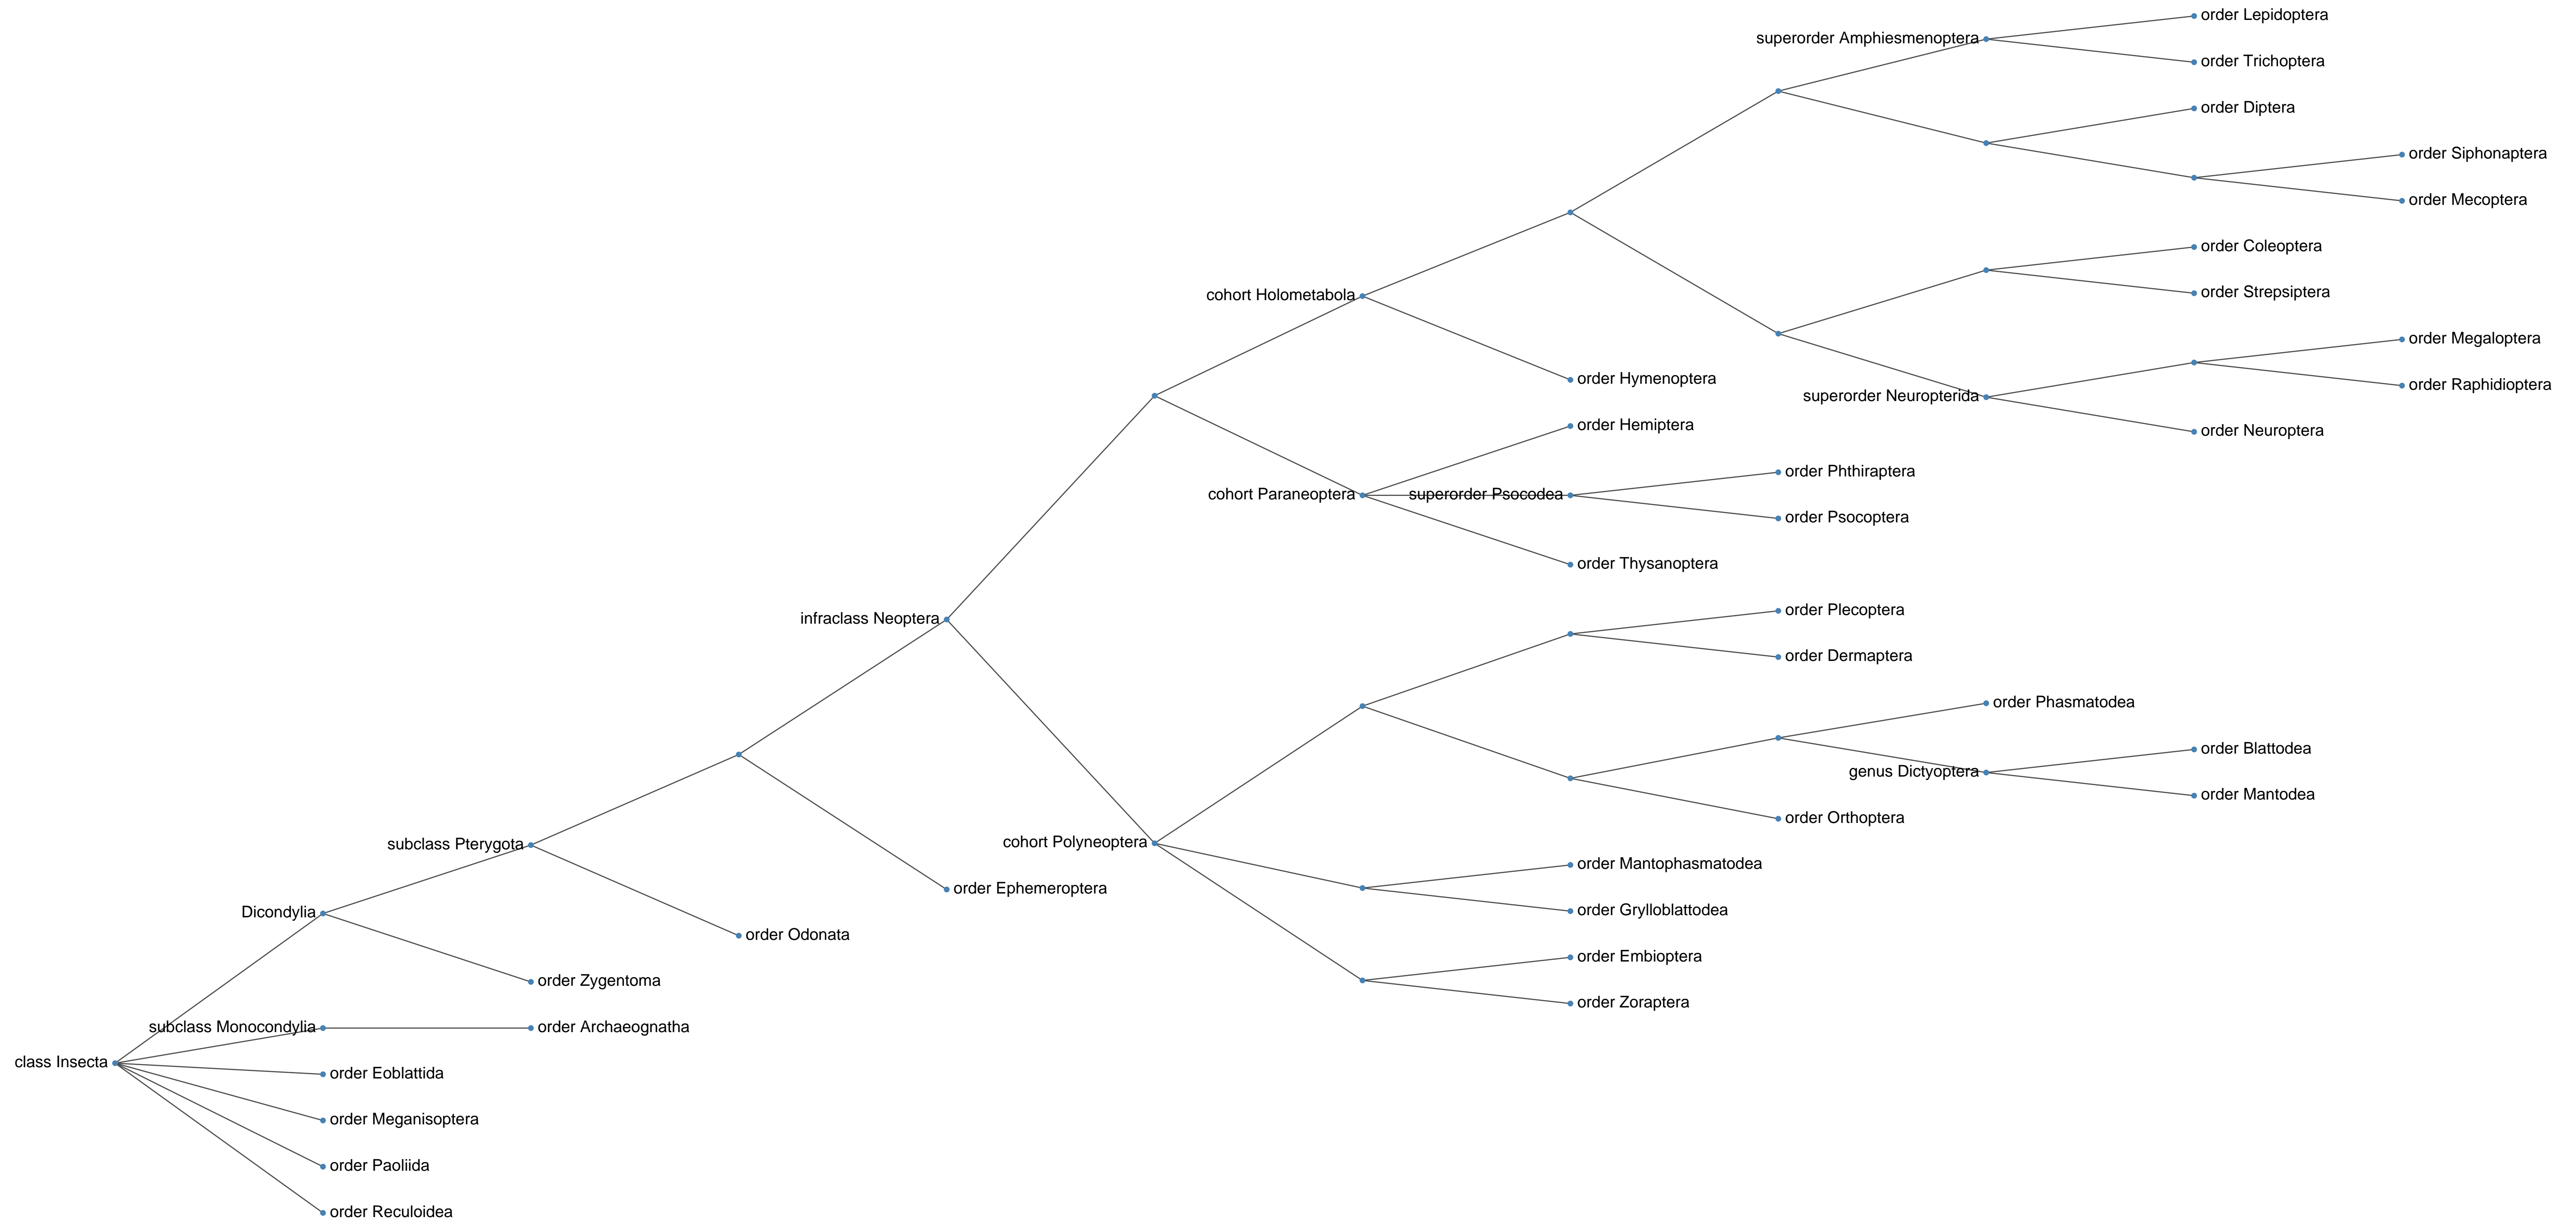 order Lepidoptera
superorder Amphiesmenoptera
order Trichoptera
order Diptera
order Siphonaptera
order Mecoptera
order Coleoptera
order Strepsiptera
cohort Holometabola
order Megaloptera
order Raphidioptera
order Hymenoptera
superorder Neuropterida
order Neuroptera
order Hemiptera
order Phthiraptera
cohort Paraneoptera
superorder Psocodea
order Psocoptera
order Thysanoptera
order Plecoptera
infraclass Neoptera
order Dermaptera
order Phasmatodea
order Blattodea
genus Dictyoptera
order Mantodea
order Orthoptera
subclass Pterygota
cohort Polyneoptera
order Mantophasmatodea
order Ephemeroptera
order Grylloblattodea
Dicondylia
order Odonata
order Embioptera
order Zygentoma
order Zoraptera
subclass Monocondylia
order Archaeognatha
class Insecta
order Eoblattida
order Meganisoptera
order Paoliida
order Reculoidea